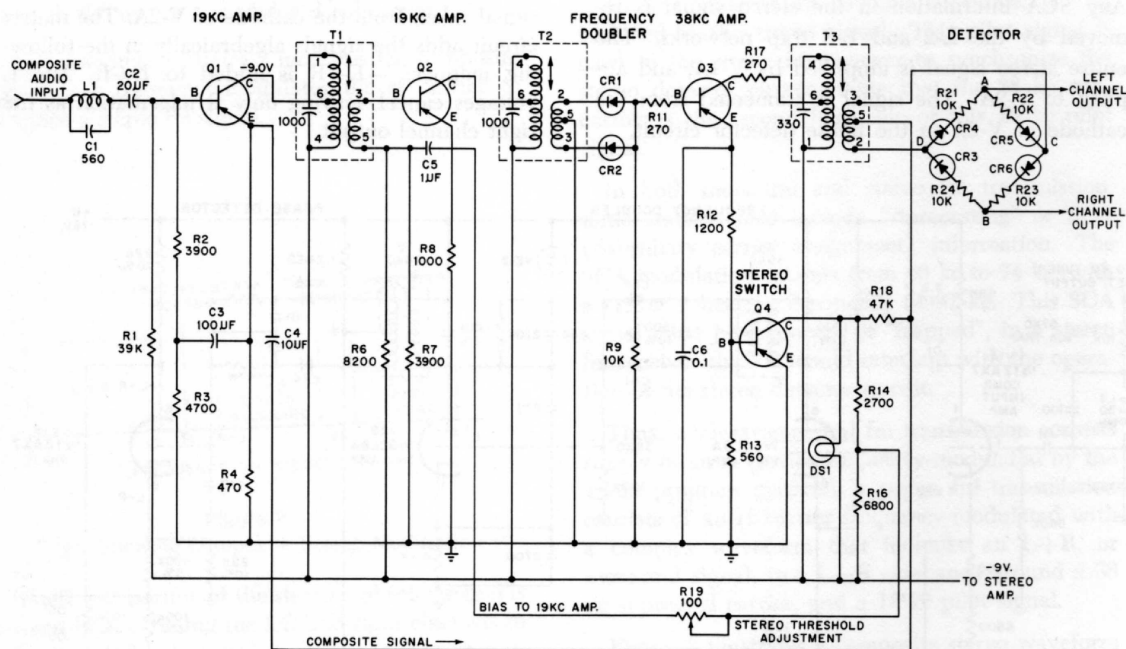 19KC AMP.
19KC AMP.
FREQUENCY
DOUBLER
38KC AMP.
DETECTOR
COMPOSITE
AUDIO
INPUT
L1
C1
560
C2
20µF
Q1
-9.0V
B
C
E
T1
1
6
4
3
1000
Q2
B
C
E
C5
1µF
T2
4
6
1
2
5
3
1000
CR1
CR2
R11
270
Q3
B
C
E
R17
270
T3
4
6
1
5
2
330
A
B
C
D
R21
10K
R22
10K
CR4
CR5
CR3
CR6
R24
10K
R23
10K
LEFT
CHANNEL
OUTPUT
RIGHT
CHANNEL
OUTPUT
R2
3900
C3
100µF
R1
39K
R3
4700
R4
470
C4
10µF
R6
8200
R7
3900
R8
1000
R9
10K
C6
0.1
R12
1200
R13
560
STEREO
SWITCH
Q4
B
C
E
R18
47K
R14
2700
DS1
R16
6800
-9V.
TO STEREO
AMP.
BIAS TO 19KC AMP.
R19
100
STEREO THRESHOLD
ADJUSTMENT
COMPOSITE SIGNAL →